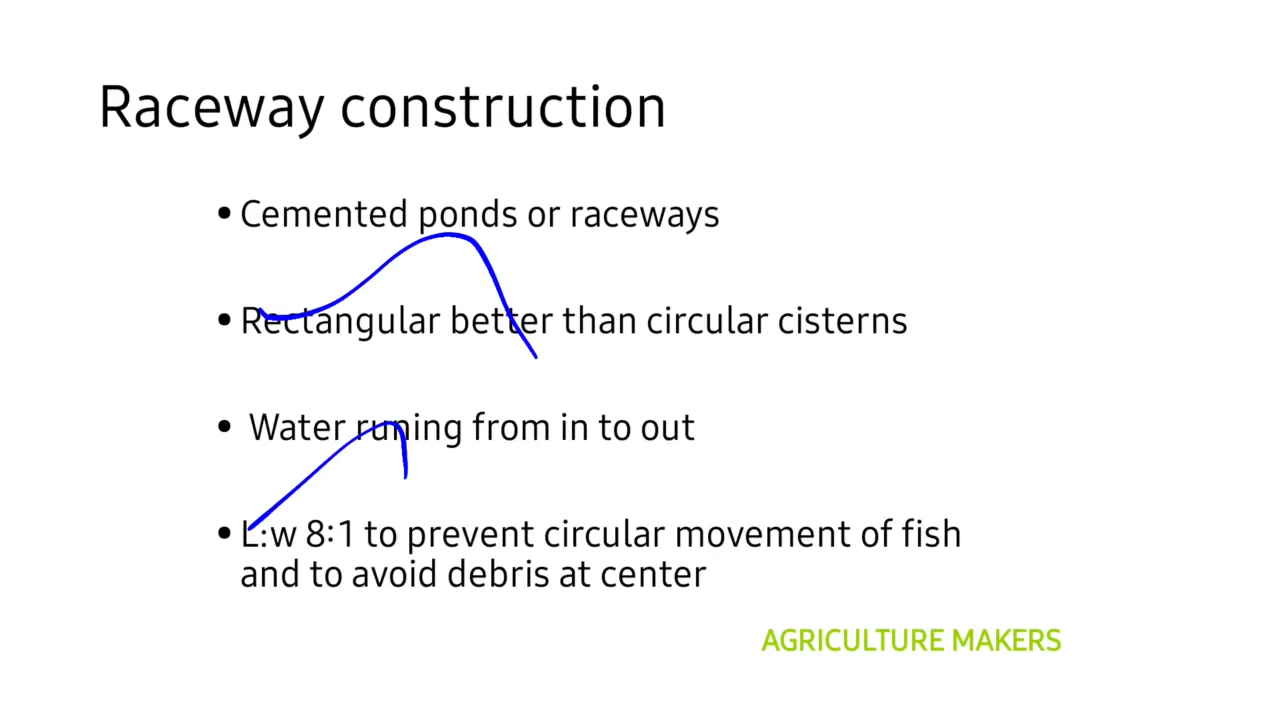 Raceway construction
• Cemented ponds or raceways
• Rectangular better than circular cisterns
• Water runing from in to out
• L:w 8:1 to prevent circular movement of fish
and to avoid debris at center
AGRICULTURE MAKERS